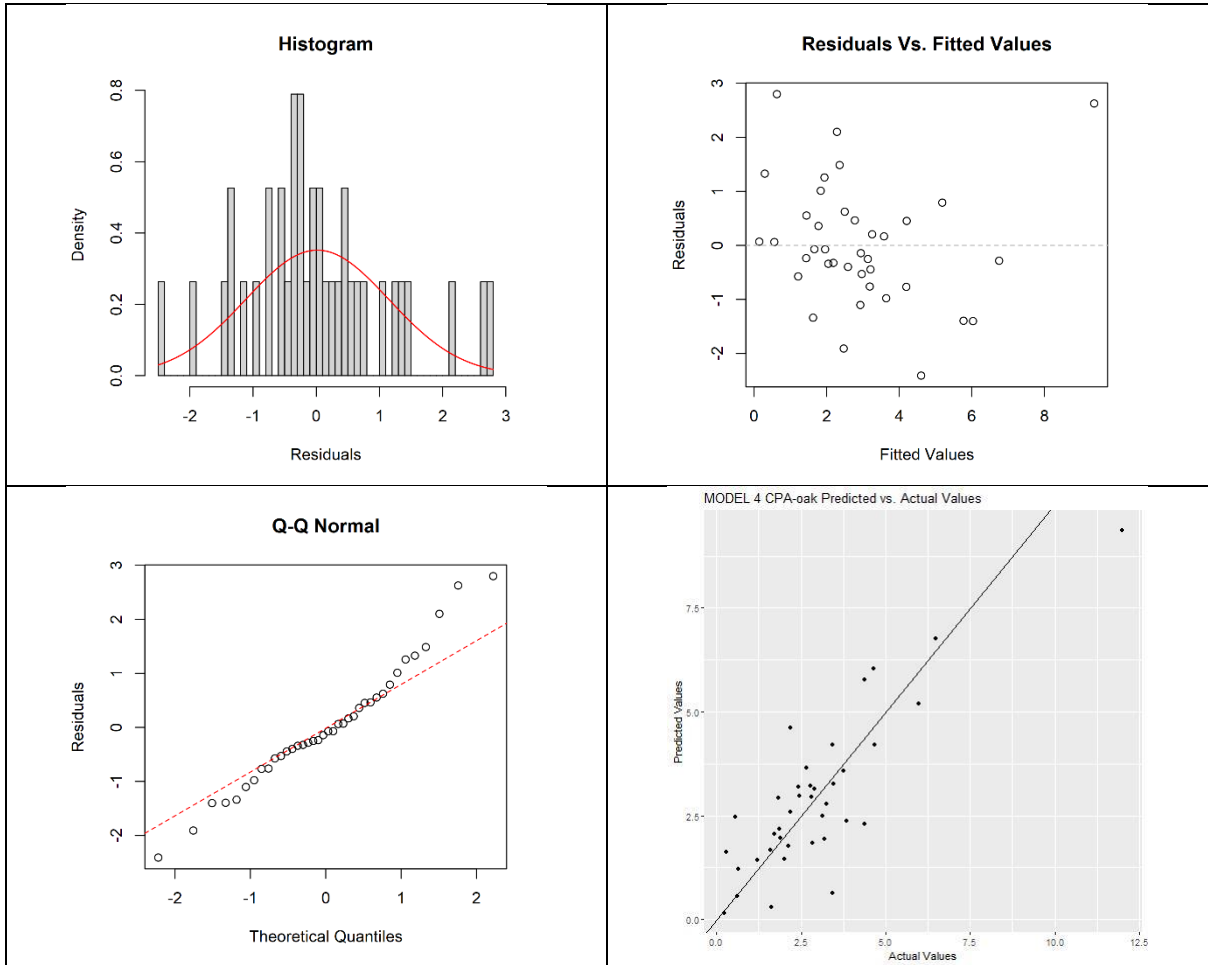 Histogram
0.8
0.6
0.4
0.2
0.0
Density
-2 -1 0 1 2 3
Residuals
Residuals Vs. Fitted Values
3
2
1
0
-1
-2
Residuals
0 2 4 6 8
Fitted Values
Q-Q Normal
3
2
1
0
-1
-2
Residuals
-2 -1 0 1 2
Theoretical Quantiles
MODEL 4 CPA-oak Predicted vs. Actual Values
7.5
5.0
2.5
0.0
Predicted Values
0.0 2.5 5.0 7.5 10.0 12.5
Actual Values